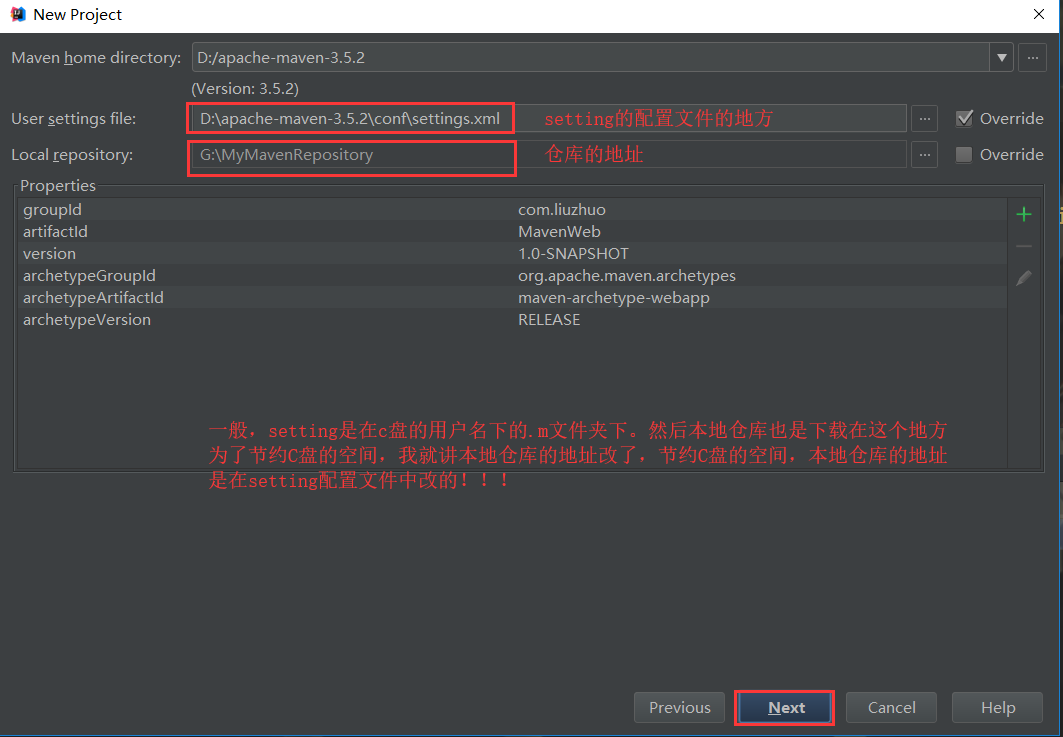 New Project
Maven home directory: D:/apache-maven-3.5.2
(Version: 3.5.2)
User settings file: D:\apache-maven-3.5.2\conf\settings.xml setting的配置文件的地方 Override
Local repository: G:\MyMavenRepository 仓库的地址 Override
Properties
groupId com.liuzhuo
artifactId MavenWeb
version 1.0-SNAPSHOT
archetypeGroupId org.apache.maven.archetypes
archetypeArtifactId maven-archetype-webapp
archetypeVersion RELEASE
一般，setting是在c盘的用户名下的.m文件夹下。然后本地仓库也是下载在这个地方
为了节约C盘的空间，我就讲本地仓库的地址改了，节约C盘的空间，本地仓库的地址
是在setting配置文件中改的！！！
Previous Next Cancel Help